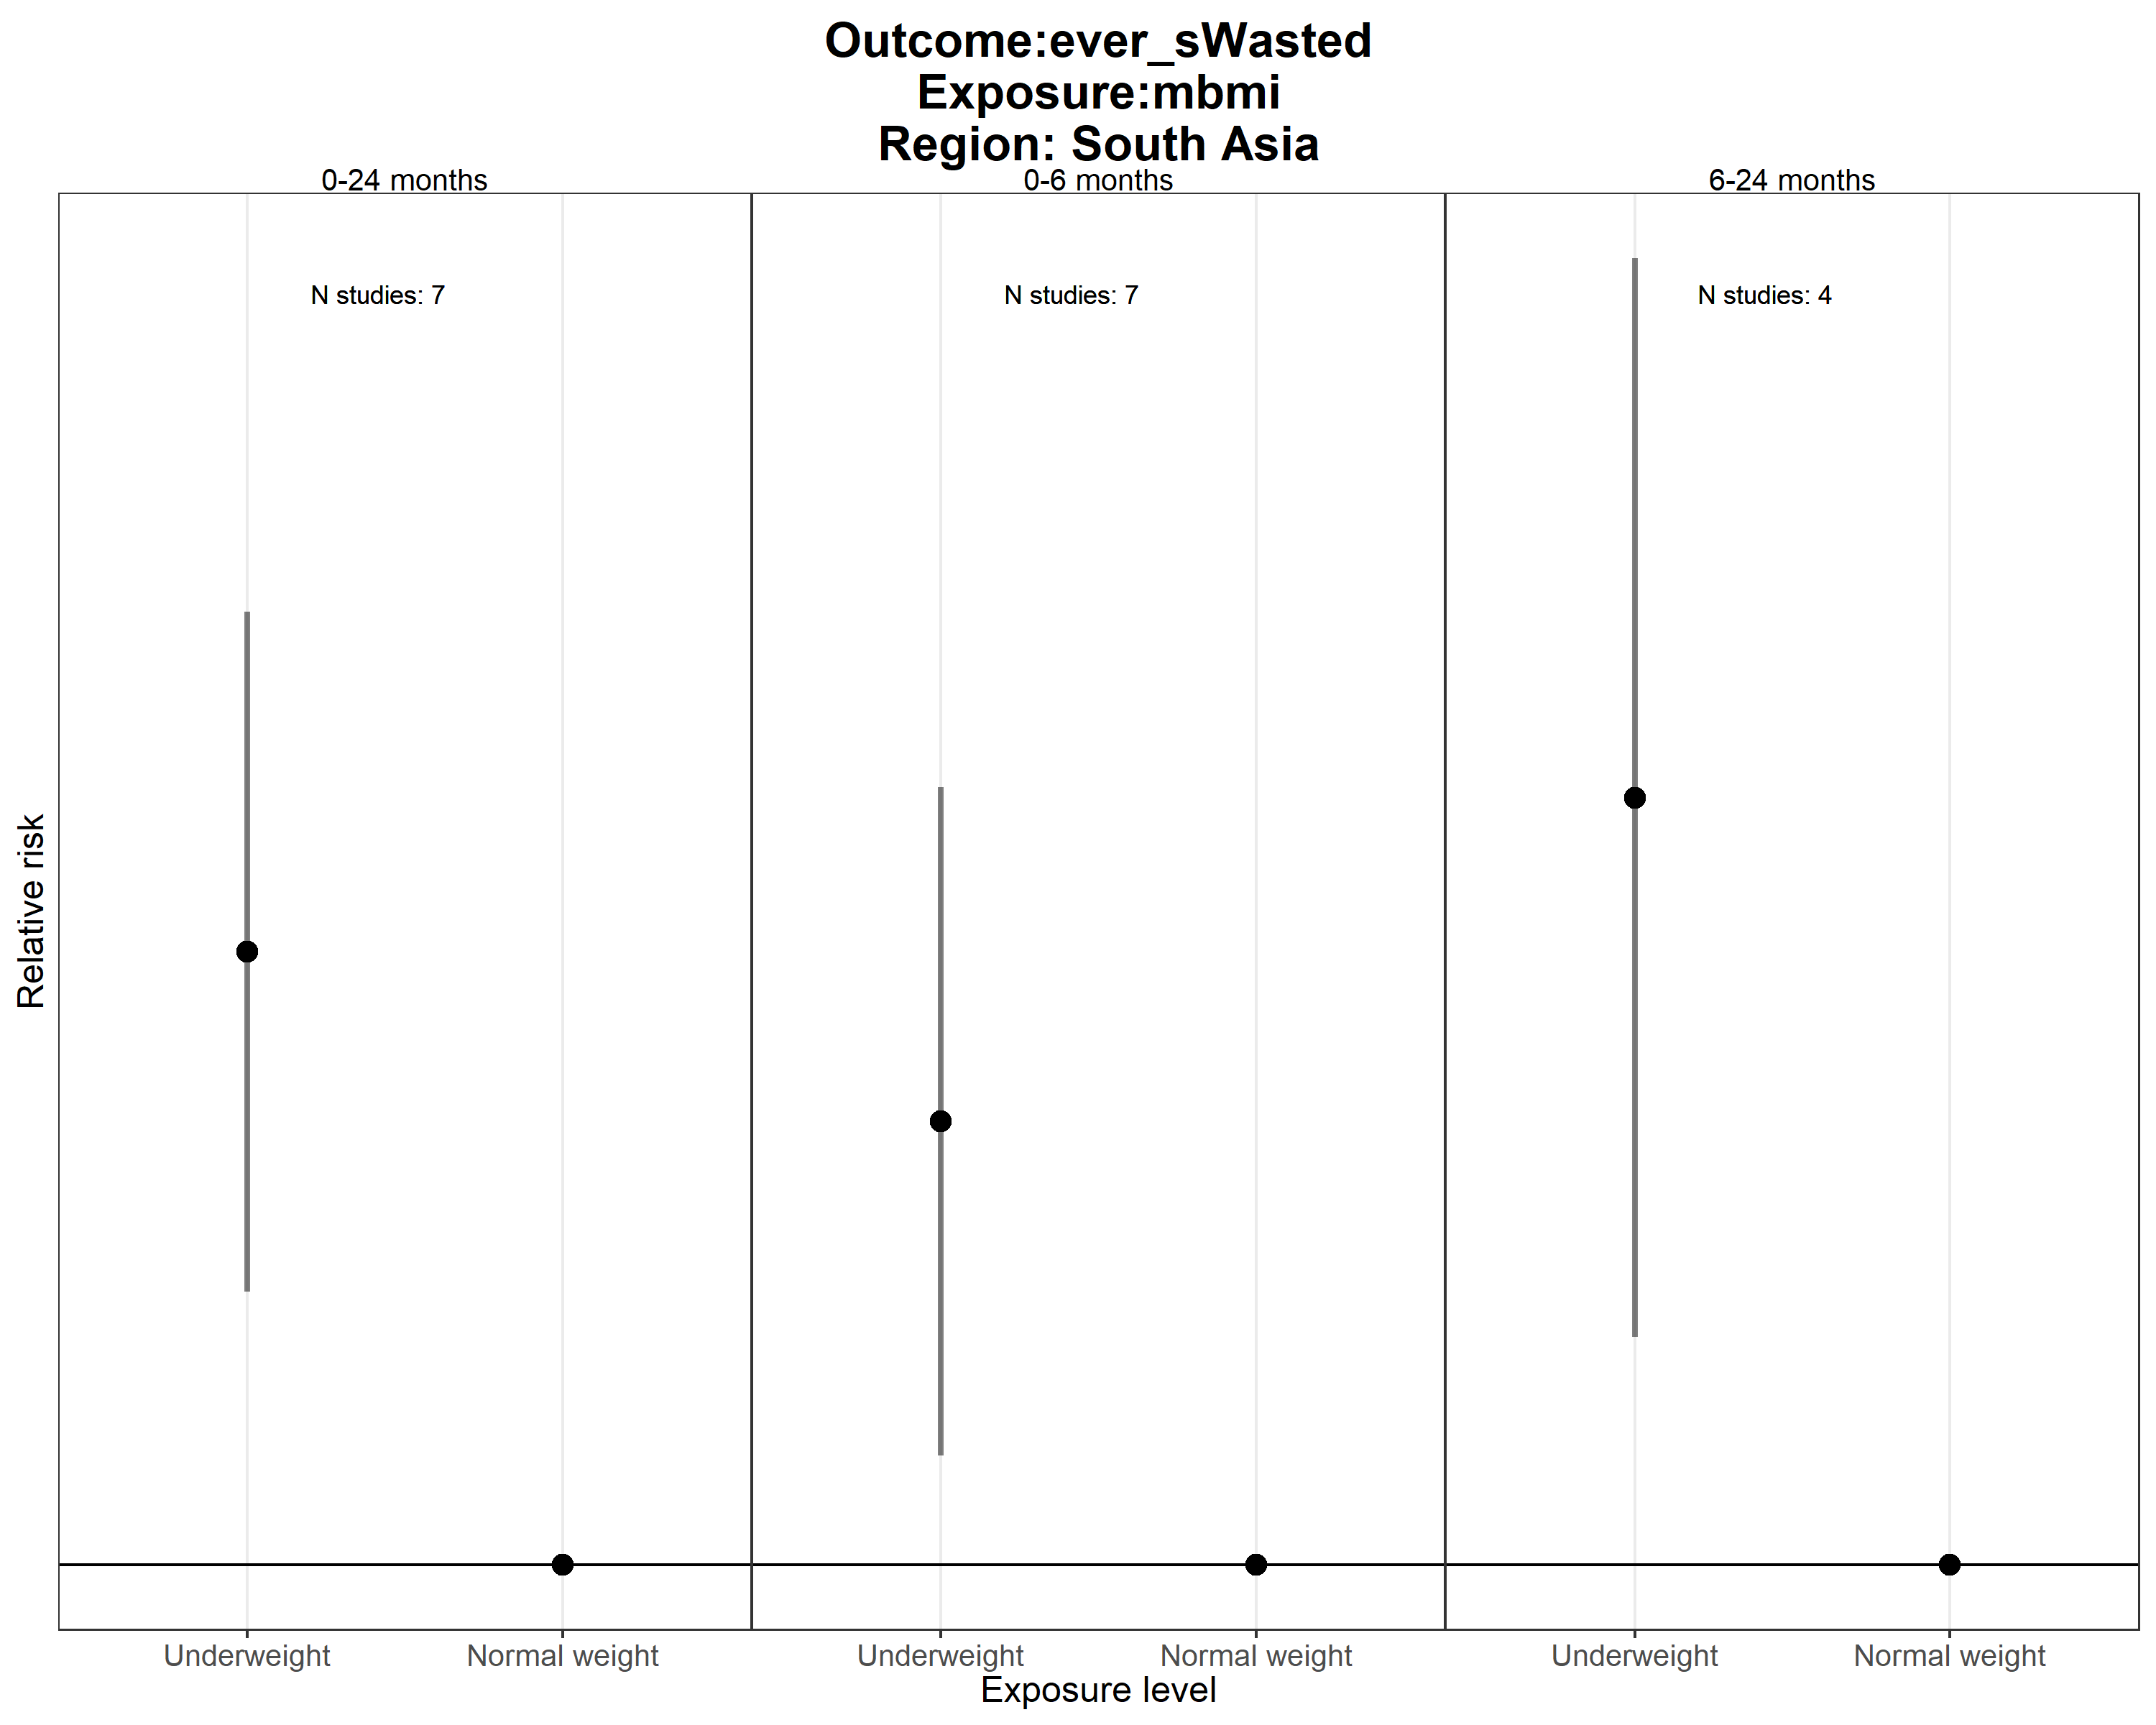 Outcome:ever_sWasted
Exposure:mbmi
Region: South Asia
0-24 months
0-6 months
6-24 months
N studies: 7
N studies: 7
N studies: 4
Relative risk
Underweight
Normal weight
Underweight
Normal weight
Underweight
Normal weight
Exposure level